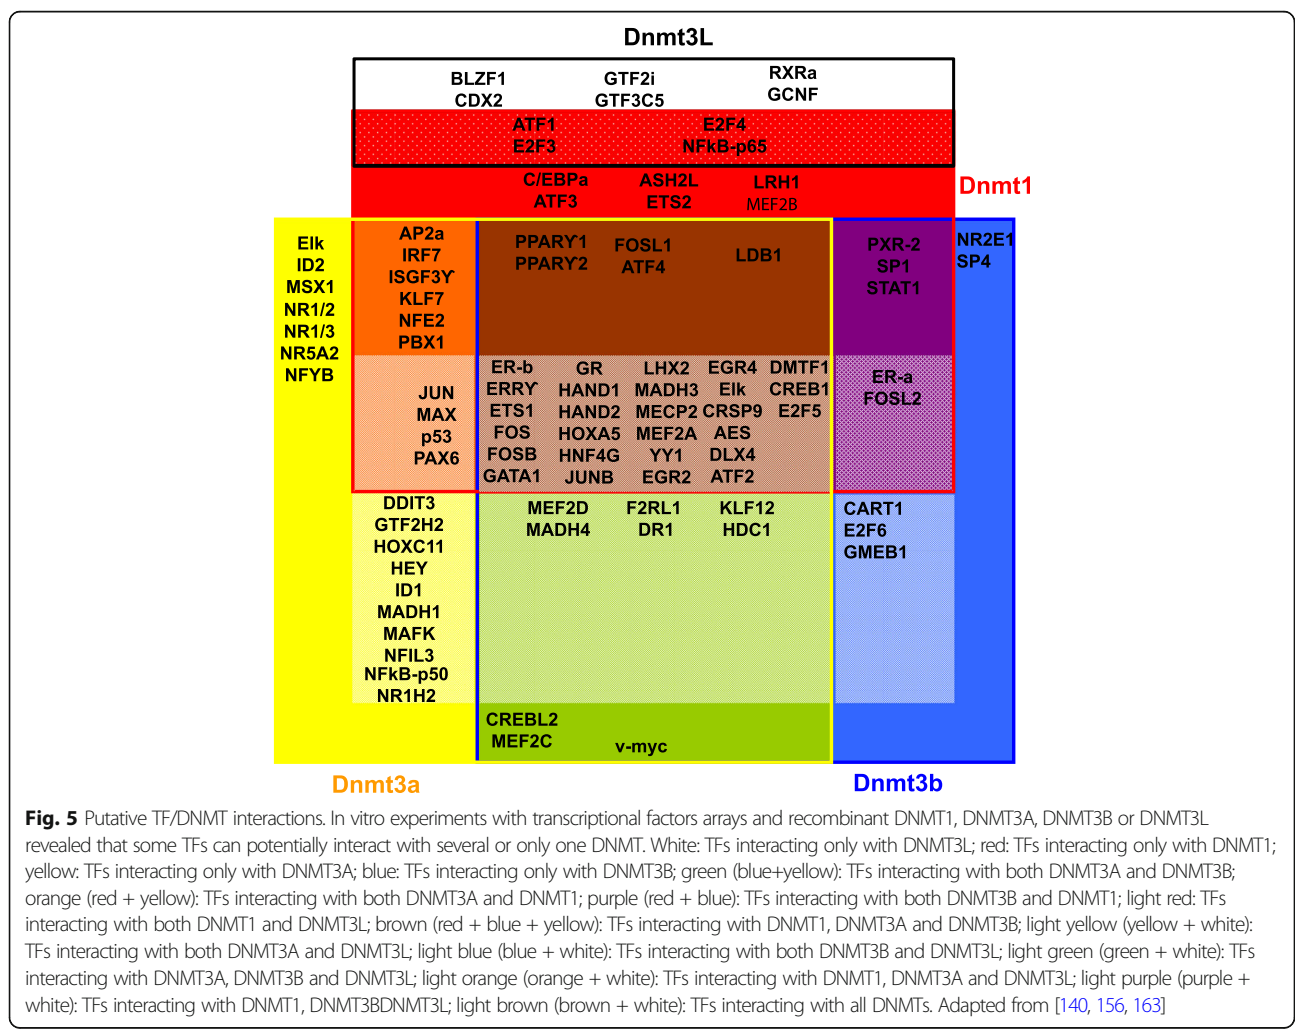 Dnmt3L
BLZF1 GTF2i RXRa
CDX2 GTF3C5 GCNF
ATF1 E2F4
E2F3 NFkB-p65
C/EBPa ASH2L LRH1
ATF3 ETS2 MEF2B
Dnmt1
Elk
ID2
MSX1
NR1/2
NR1/3
NR5A2
NFYB
AP2a
IRF7
ISGF3Y
KLF7
NFE2
PBX1
PPARY1 FOSL1 LDB1
PPARY2 ATF4
PXR-2
SP1
STAT1
NR2E1
SP4
JUN
MAX
p53
PAX6
ER-b GR LHX2 EGR4 DMTF1
ERRY HAND1 MADH3 Elk CREB1
ETS1 HAND2 MECP2 CRSP9 E2F5
FOS HOXA5 MEF2A AES
FOSB HNF4G YY1 DLX4
GATA1 JUNB EGR2 ATF2
ER-a
FOSL2
DDIT3
GTF2H2
HOXC11
HEY
ID1
MADH1
MAFK
NFIL3
NFkB-p50
NR1H2
MEF2D F2RL1 KLF12
MADH4 DR1 HDC1
CART1
E2F6
GMEB1
CREBL2
MEF2C v-myc
Dnmt3a Dnmt3b
Fig. 5 Putative TF/DNMT interactions. In vitro experiments with transcriptional factors arrays and recombinant DNMT1, DNMT3A, DNMT3B or DNMT3L
revealed that some TFs can potentially interact with several or only one DNMT. White: TFs interacting only with DNMT3L; red: TFs interacting only with DNMT1;
yellow: TFs interacting only with DNMT3A; blue: TFs interacting only with DNMT3B; green (blue+yellow): TFs interacting with both DNMT3A and DNMT3B;
orange (red + yellow): TFs interacting with both DNMT3A and DNMT1; purple (red + blue): TFs interacting with both DNMT3B and DNMT1; light red: TFs
interacting with both DNMT1 and DNMT3L; brown (red + blue + yellow): TFs interacting with DNMT1, DNMT3A and DNMT3B; light yellow (yellow + white):
TFs interacting with both DNMT3A and DNMT3L; light blue (blue + white): TFs interacting with both DNMT3B and DNMT3L; light green (green + white): TFs
interacting with DNMT3A, DNMT3B and DNMT3L; light orange (orange + white): TFs interacting with DNMT1, DNMT3A and DNMT3L; light purple (purple +
white): TFs interacting with DNMT1, DNMT3BDNMT3L; light brown (brown + white): TFs interacting with all DNMTs. Adapted from [140, 156, 163]